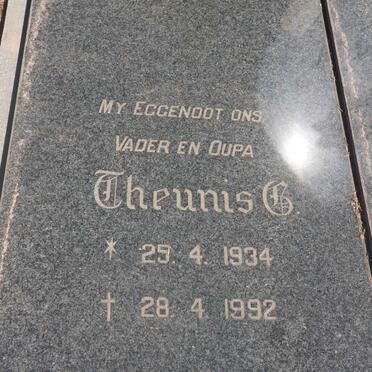 MY EGGENOOT ONS
VADER EN OUPA
Theunis G.
* 29. 4. 1934
† 28. 4 1992